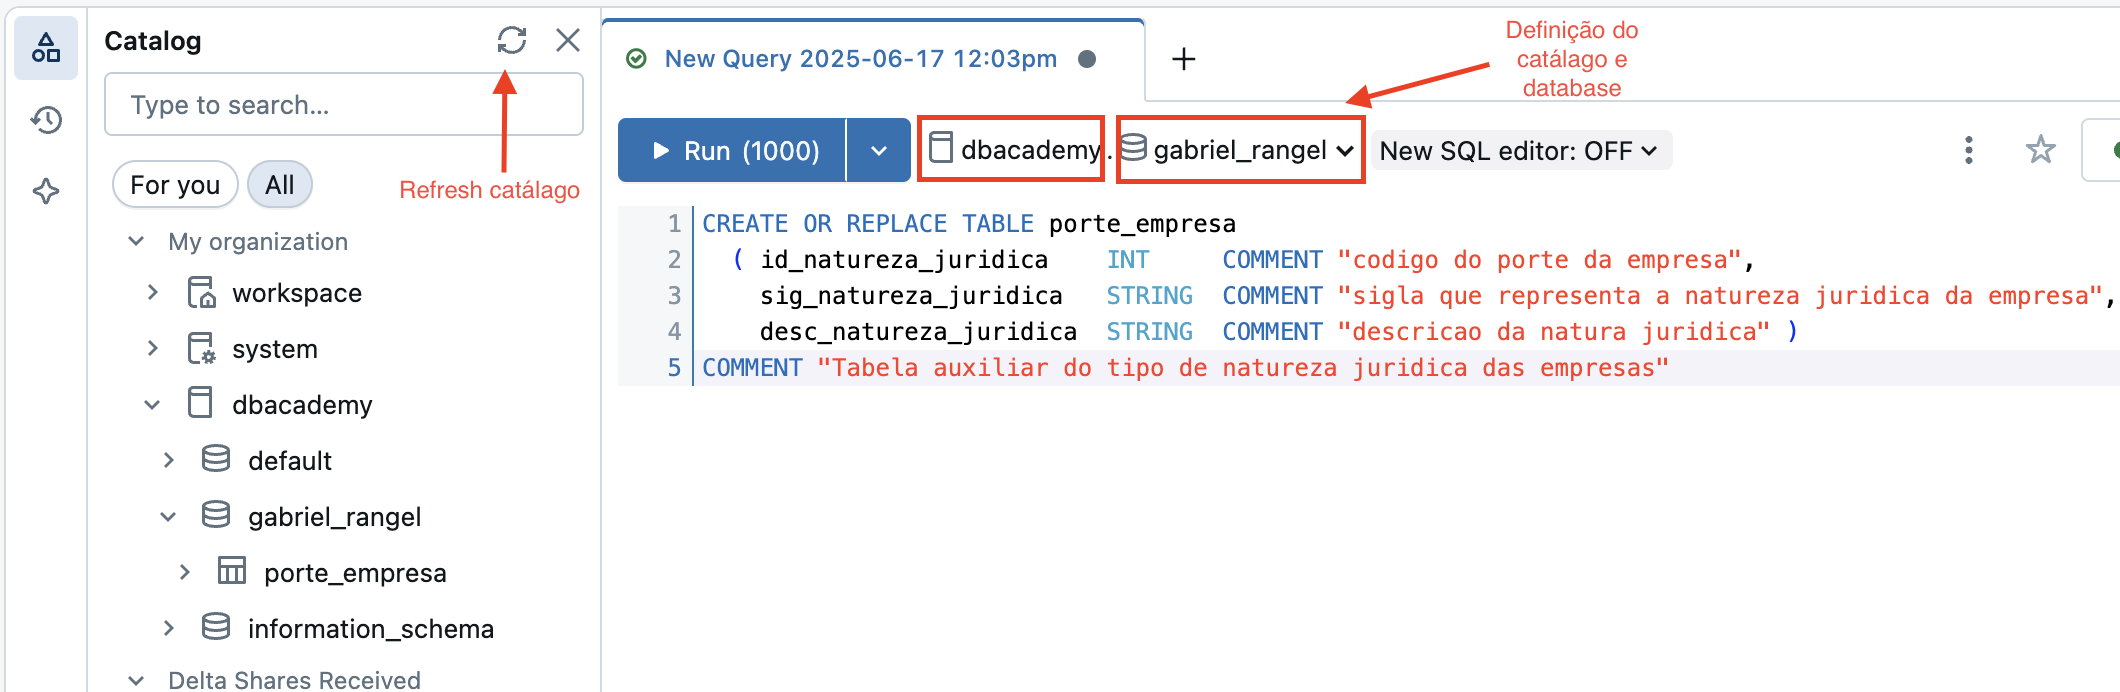 Catalog
Type to search...
For you
All
Refresh catálago
My organization
workspace
system
dbacademy
default
gabriel_rangel
porte_empresa
information_schema
Delta Shares Received
New Query 2025-06-17 12:03pm
+
Definição do
catálago e
database
Run (1000)
dbacademy.
gabriel_rangel
New SQL editor: OFF
1 CREATE OR REPLACE TABLE porte_empresa
2 ( id_natureza_juridica INT COMMENT "codigo do porte da empresa",
3 sig_natureza_juridica STRING COMMENT "sigla que representa a natureza juridica da empresa",
4 desc_natureza_juridica STRING COMMENT "descricao da natura juridica" )
5 COMMENT "Tabela auxiliar do tipo de natureza juridica das empresas"